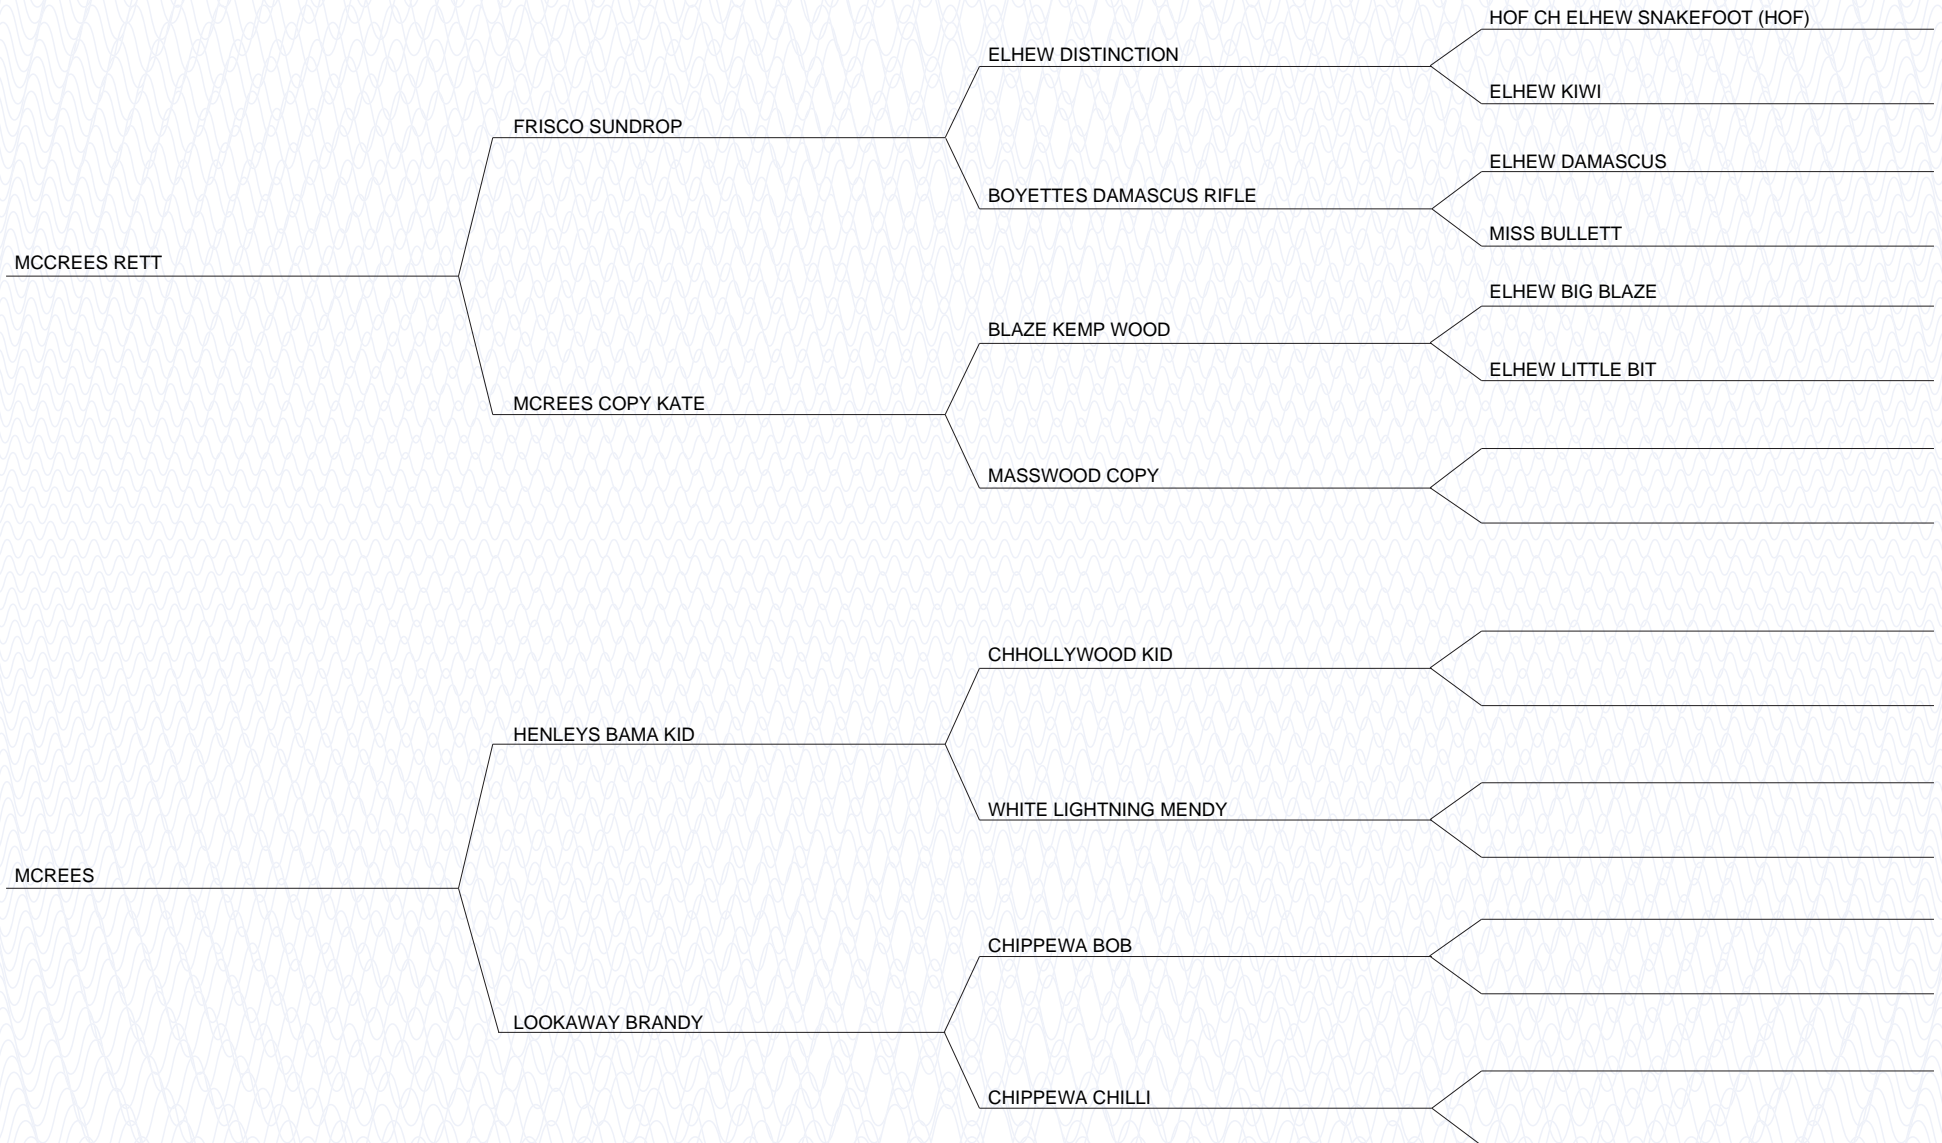 HOF CH ELHEW SNAKEFOOT (HOF)
ELHEW DISTINCTION
ELHEW KIWI
FRISCO SUNDROP
ELHEW DAMASCUS
BOYETTES DAMASCUS RIFLE
MISS BULLETT
MCCREES RETT
ELHEW BIG BLAZE
BLAZE KEMP WOOD
ELHEW LITTLE BIT
MCREES COPY KATE
MASSWOOD COPY
CHHOLLYWOOD KID
HENLEYS BAMA KID
WHITE LIGHTNING MENDY
MCREES
CHIPPEWA BOB
LOOKAWAY BRANDY
CHIPPEWA CHILLI